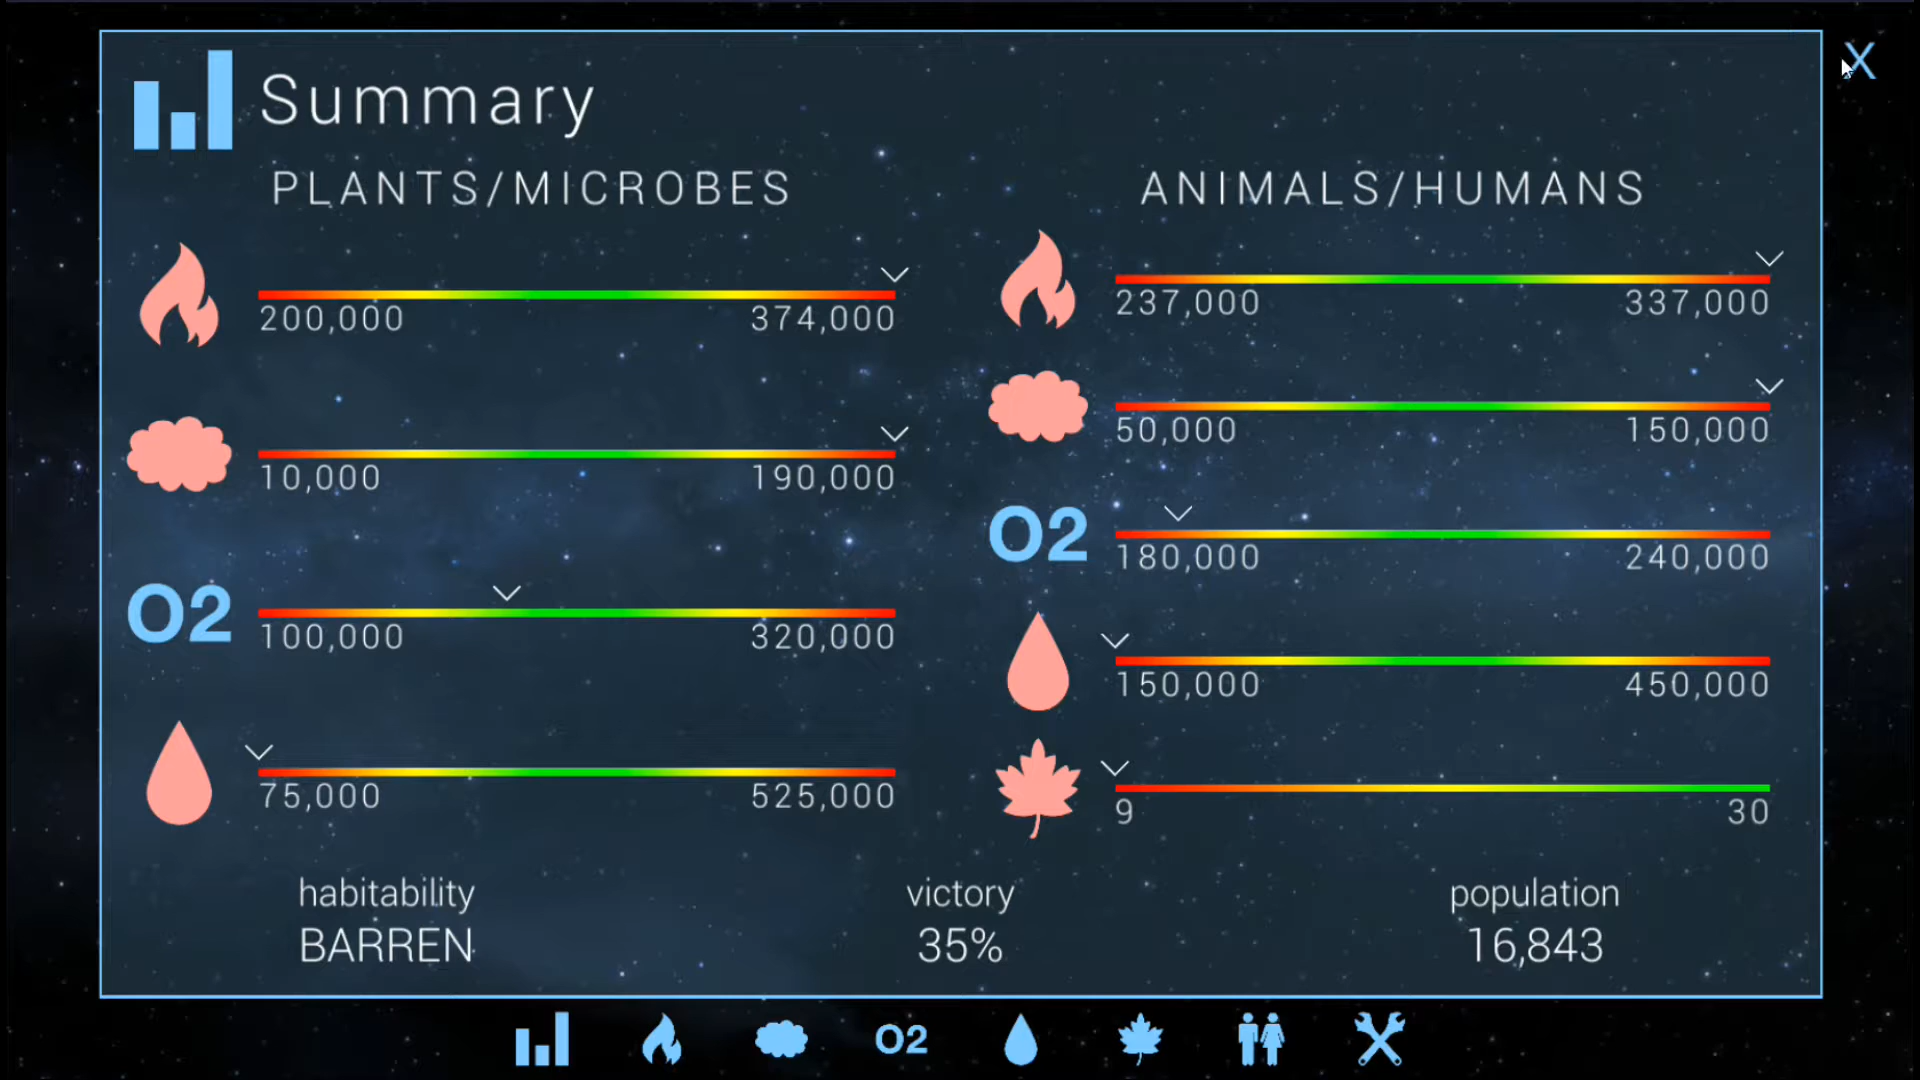 Summary
X
PLANTS/MICROBES
200,000 374,000
10,000 190,000
O2
100,000 320,000
75,000 525,000
ANIMALS/HUMANS
237,000 337,000
50,000 150,000
O2
180,000 240,000
150,000 450,000
9 30
habitability
BARREN
victory
35%
population
16,843
O2